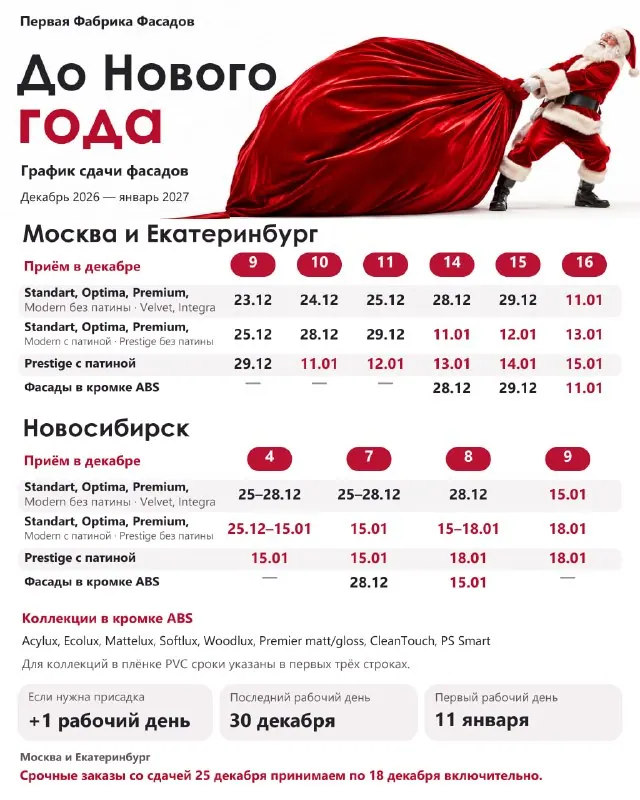 Первая Фабрика Фасадов
До Нового
года
График сдачи фасадов
Декабрь 2026 — январь 2027
Москва и Екатеринбург
Приём в декабре 9 10 11 14 15 16
Standart, Optima, Premium,
Modern без патины · Velvet, Integra 23.12 24.12 25.12 28.12 29.12 11.01
Standart, Optima, Premium,
Modern с патиной · Prestige без патины 25.12 28.12 29.12 11.01 12.01 13.01
Prestige с патиной 29.12 11.01 12.01 13.01 14.01 15.01
Фасады в кромке ABS — — — 28.12 29.12 11.01
Новосибирск
Приём в декабре 4 7 8 9
Standart, Optima, Premium,
Modern без патины · Velvet, Integra 25–28.12 25–28.12 28.12 15.01
Standart, Optima, Premium,
Modern с патиной · Prestige без патины 25.12–15.01 15.01 15–18.01 18.01
Prestige с патиной 15.01 15.01 18.01 18.01
Фасады в кромке ABS — 28.12 15.01 —
Коллекции в кромке ABS
Acylux, Ecolux, Mattelux, Softlux, Woodlux, Premier matt/gloss, CleanTouch, PS Smart
Для коллекций в плёнке PVC сроки указаны в первых трёх строках.
Если нужна присадка
+1 рабочий день
Последний рабочий день
30 декабря
Первый рабочий день
11 января
Москва и Екатеринбург
Срочные заказы со сдачей 25 декабря принимаем по 18 декабря включительно.